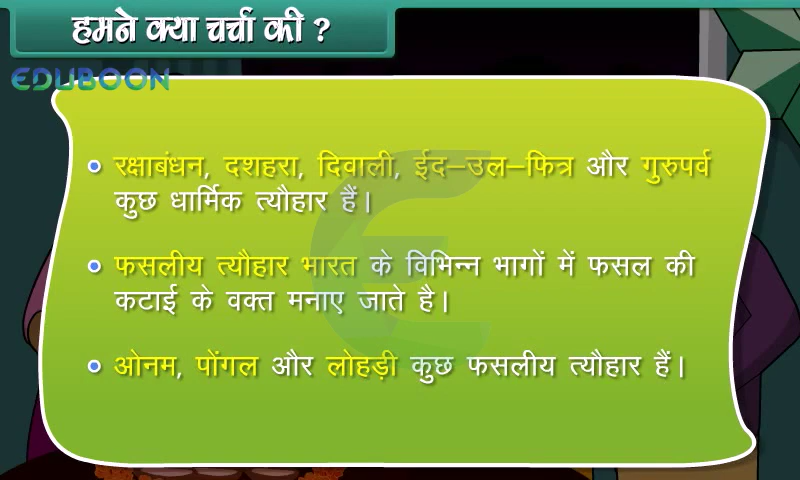 हमने क्या चर्चा की ?
EDUBOON
रक्षाबंधन, दशहरा, दिवाली, ईद–उल–फित्र और गुरुपर्व
कुछ धार्मिक त्यौहार हैं।
फसलीय त्यौहार भारत के विभिन्न भागों में फसल की
कटाई के वक्त मनाए जाते है।
ओनम, पोंगल और लोहड़ी कुछ फसलीय त्यौहार हैं।